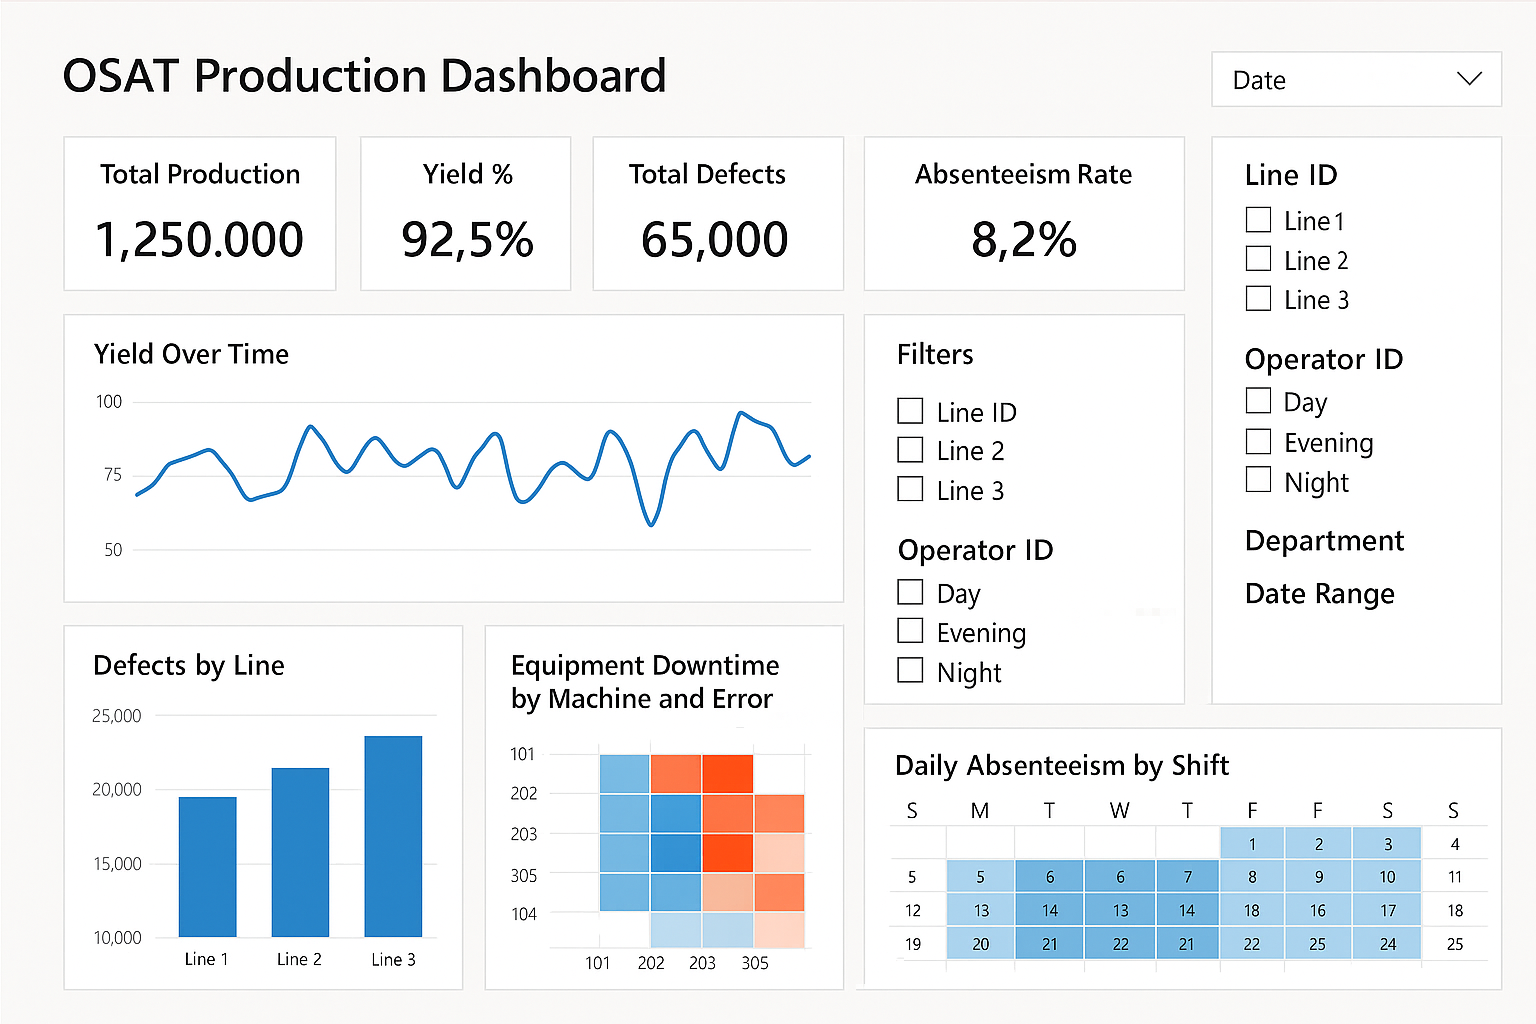 OSAT Production Dashboard
Date
Total Production
1,250.000
Yield %
92,5%
Total Defects
65,000
Absenteeism Rate
8,2%
Line ID
Line1
Line 2
Line 3
Operator ID
Day
Evening
Night
Department
Date Range
Yield Over Time
100
75
50
Filters
Line ID
Line 2
Line 3
Operator ID
Day
Evening
Night
Defects by Line
25,000
20,000
15,000
10,000
Line 1 Line 2 Line 3
Equipment Downtime
by Machine and Error
101
202
203
305
104
101 202 203 305
Daily Absenteeism by Shift
S M T W T F F S S
1 2 3 4
5 5 6 6 7 8 9 10 11
12 13 14 13 14 18 16 17 18
19 20 21 22 21 22 25 24 25